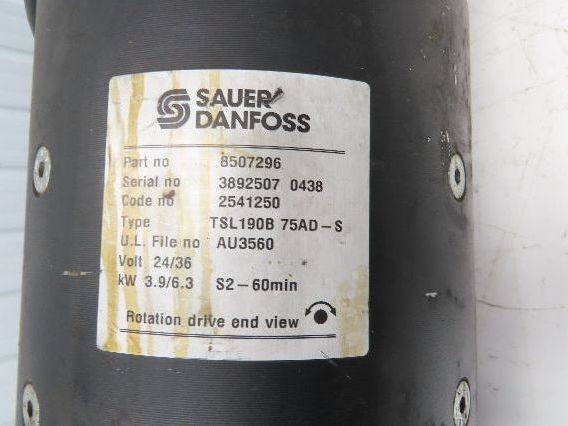 SAUER
DANFOSS
Part no 8507296
Serial no 3892507 0438
Code no 2541250
Type TSL190B 75AD-S
U.L. File no AU3560
Volt 24/36
kW 3.9/6.3 S2-60min
Rotation drive end view